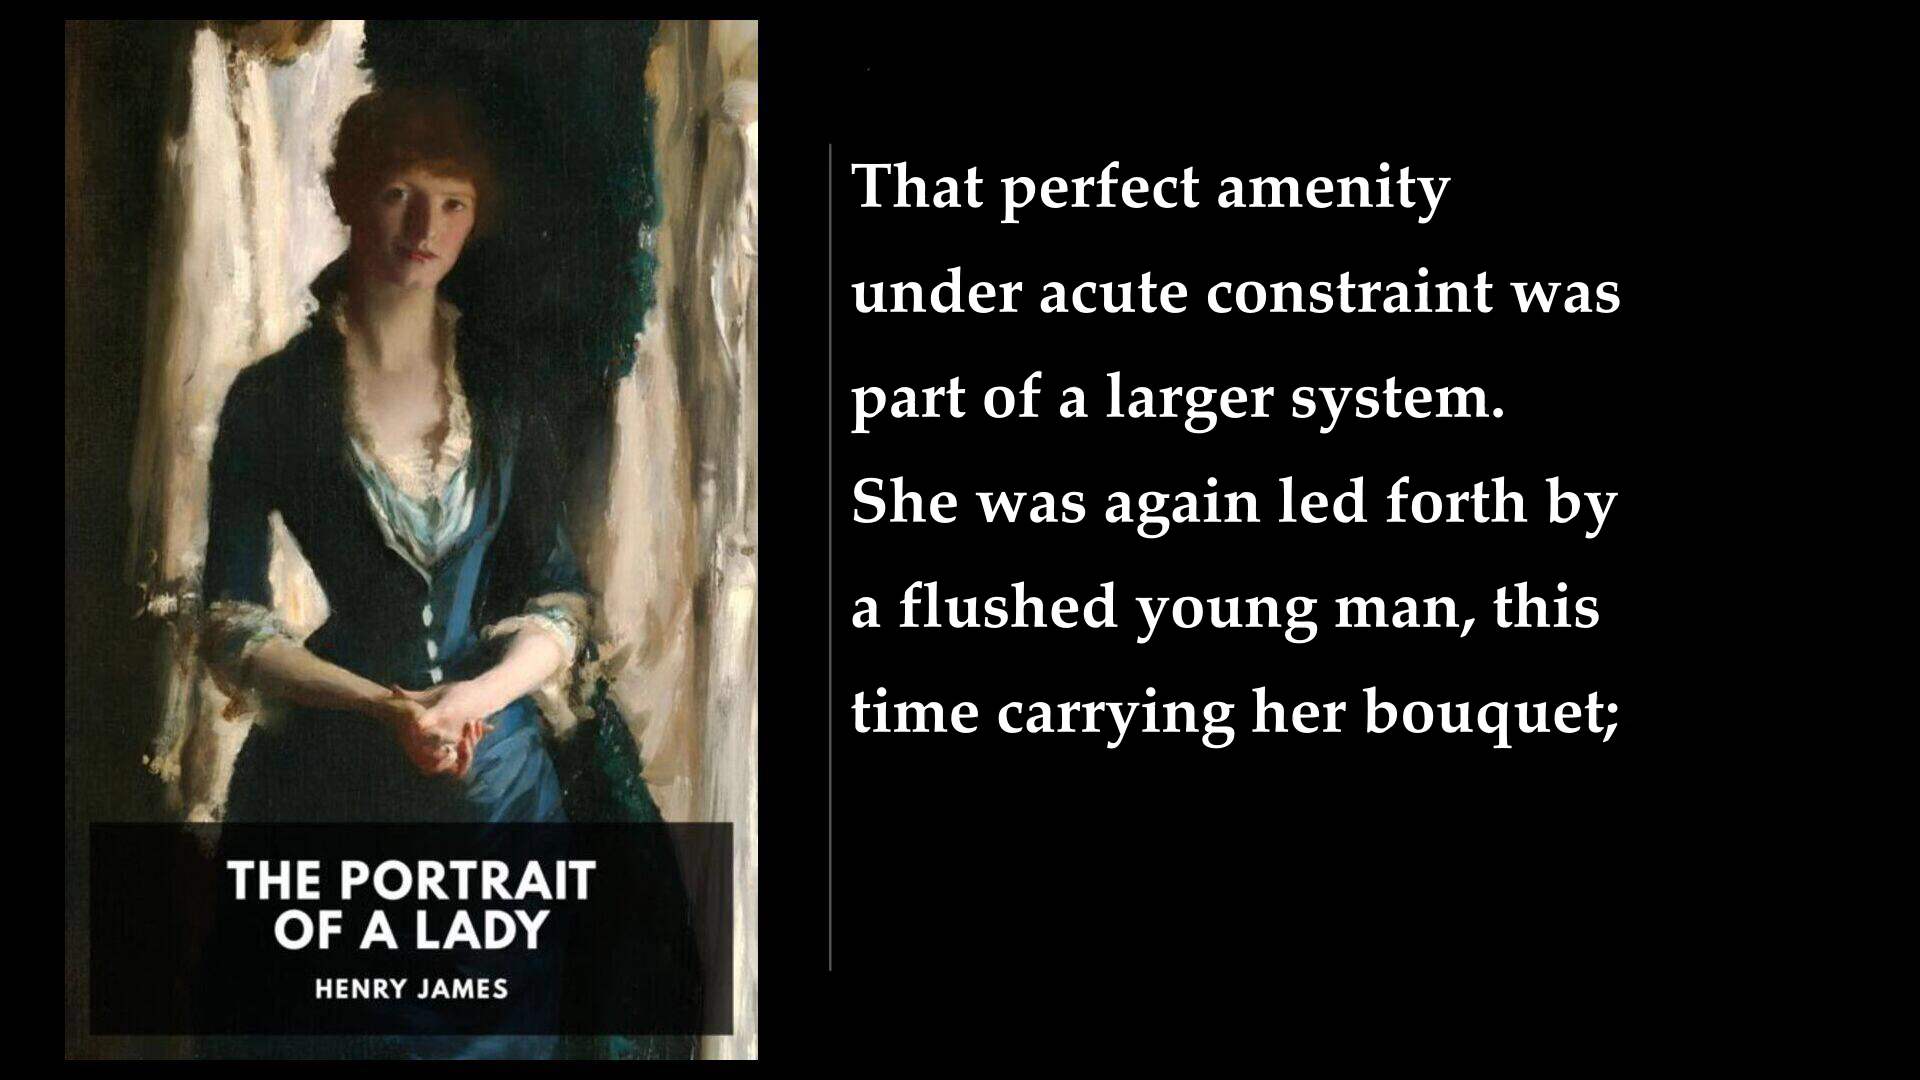 THE PORTRAIT
OF A LADY
HENRY JAMES
That perfect amenity
under acute constraint was
part of a larger system.
She was again led forth by
a flushed young man, this
time carrying her bouquet;